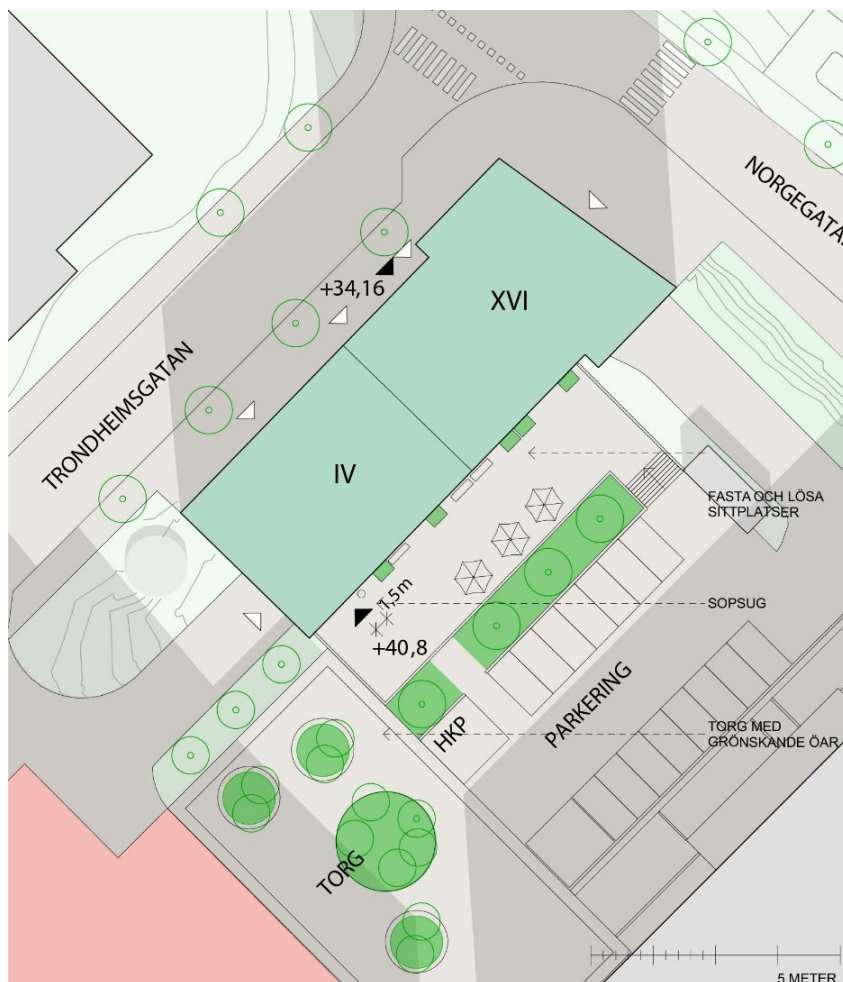 NORGEGATAN
XVI
+34,16
TRONDHEIMSGATAN
IV
FASTA OCH LÖSA
SITTPLATSER
1,5m
SOPSUG
+40,8
PARKERING
HKP
TORG MED
GRÖNSKANDE ÖAR
TORG
5 METER